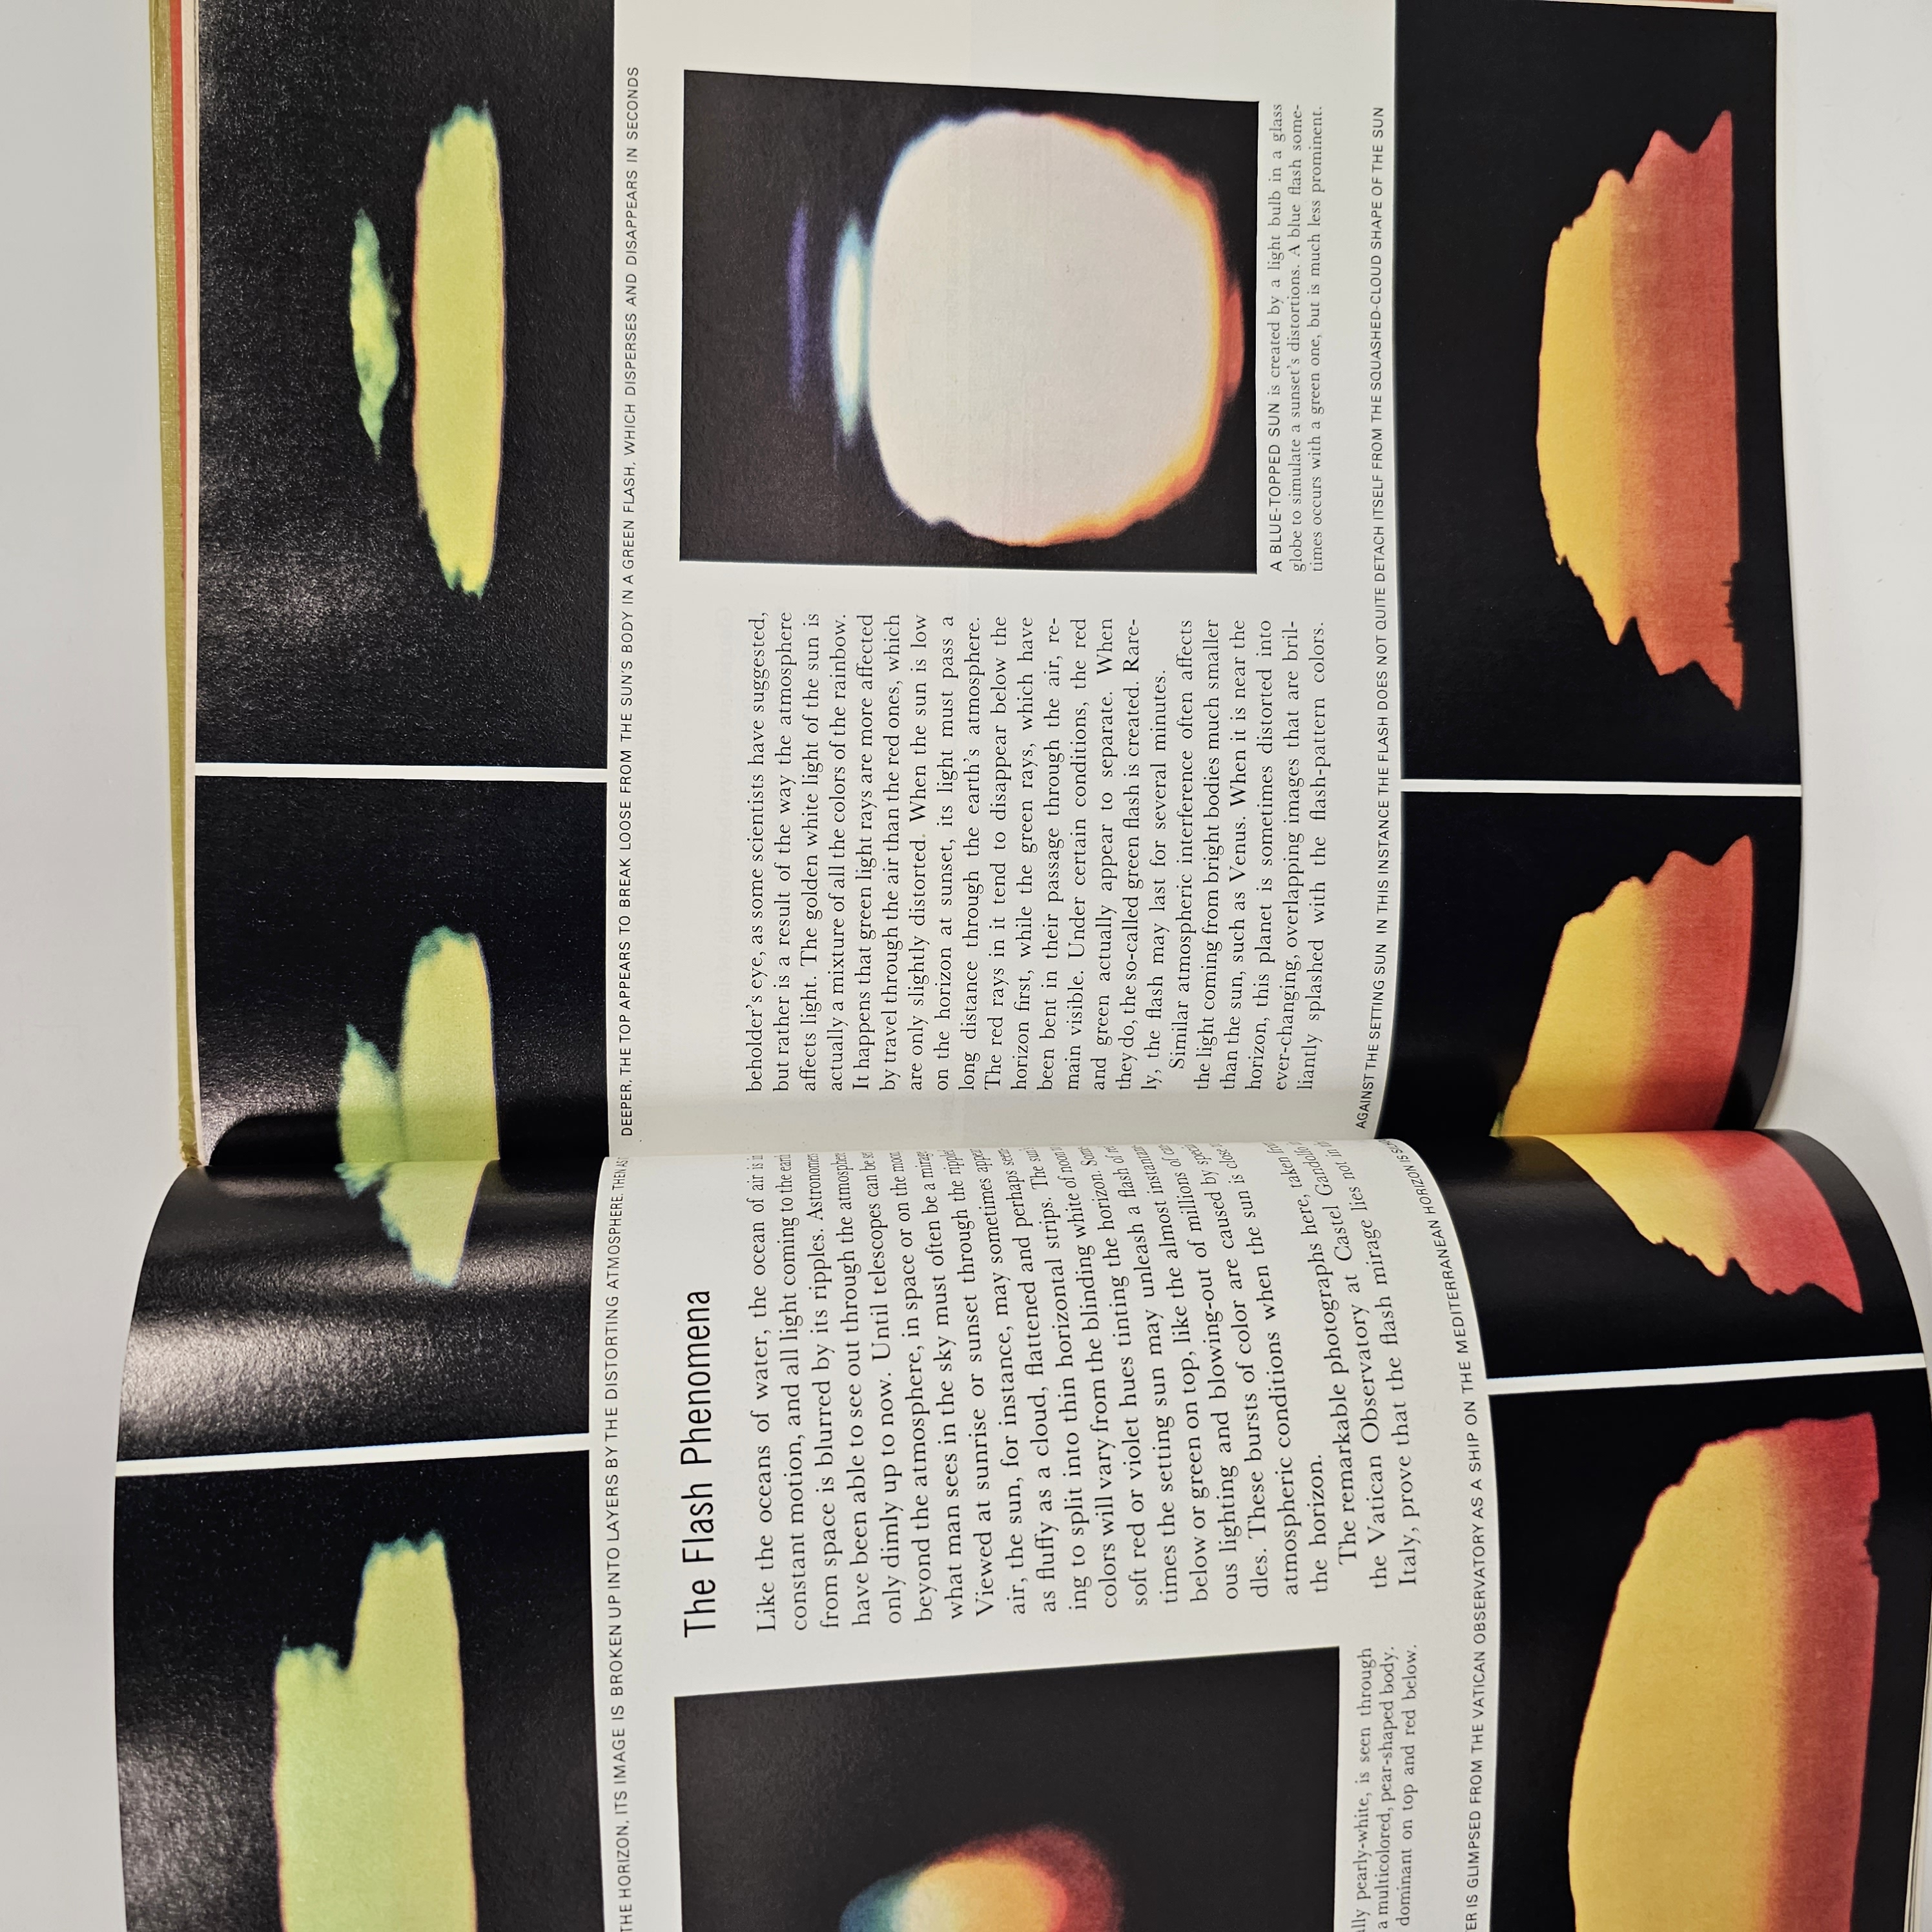 THE HORIZON, ITS IMAGE IS BROKEN UP INTO LAYERS BY THE DISTORTING ATMOSPHERE. THEN AS
DEEPER, THE TOP APPEARS TO BREAK LOOSE FROM THE SUN'S BODY IN A GREEN FLASH, WHICH DISPERSES AND DISAPPEARS IN SECONDS
The Flash Phenomena
Like the oceans of water, the ocean of air is in
constant motion, and all light coming to the earth
from space is blurred by its ripples. Astronomers
have been able to see out through the atmosphere
only dimly up to now. Until telescopes can be
beyond the atmosphere, in space or on the moon,
what man sees in the sky must often be a mirage.
Viewed at sunrise or sunset through the rippled
air, the sun, for instance, may sometimes appear
as fluffy as a cloud, flattened and perhaps seem-
ing to split into thin horizontal strips. The sun's
colors will vary from the blinding white of noon to
soft red or violet hues tinting the horizon. Some-
times the setting sun may unleash a flash of red
below or green on top, like the almost instantane-
ous lighting and blowing-out of millions of can-
dles. These bursts of color are caused by special
atmospheric conditions when the sun is close to
the horizon.
The remarkable photographs here, taken from
the Vatican Observatory at Castel Gandolfo in
Italy, prove that the flash mirage lies not in the
lly pearly-white, is seen through
a multicolored, pear-shaped body.
dominant on top and red below.
beholder's eye, as some scientists have suggested,
but rather is a result of the way the atmosphere
affects light. The golden white light of the sun is
actually a mixture of all the colors of the rainbow.
It happens that green light rays are more affected
by travel through the air than the red ones, which
are only slightly distorted. When the sun is low
on the horizon at sunset, its light must pass a
long distance through the earth's atmosphere.
The red rays in it tend to disappear below the
horizon first, while the green rays, which have
been bent in their passage through the air, re-
main visible. Under certain conditions, the red
and green actually appear to separate. When
they do, the so-called green flash is created. Rare-
ly, the flash may last for several minutes.
Similar atmospheric interference often affects
the light coming from bright bodies much smaller
than the sun, such as Venus. When it is near the
horizon, this planet is sometimes distorted into
ever-changing, overlapping images that are bril-
liantly splashed with the flash-pattern colors.
A BLUE-TOPPED SUN is created by a light bulb in a glass
globe to simulate a sunset's distortions. A blue flash some-
times occurs with a green one, but is much less prominent.
ER IS GLIMPSED FROM THE VATICAN OBSERVATORY AS A SHIP ON THE MEDITERRANEAN HORIZON IS
AGAINST THE SETTING SUN IN THIS INSTANCE THE FLASH DOES NOT QUITE DETACH ITSELF FROM THE SQUASHED-CLOUD SHAPE OF THE SUN